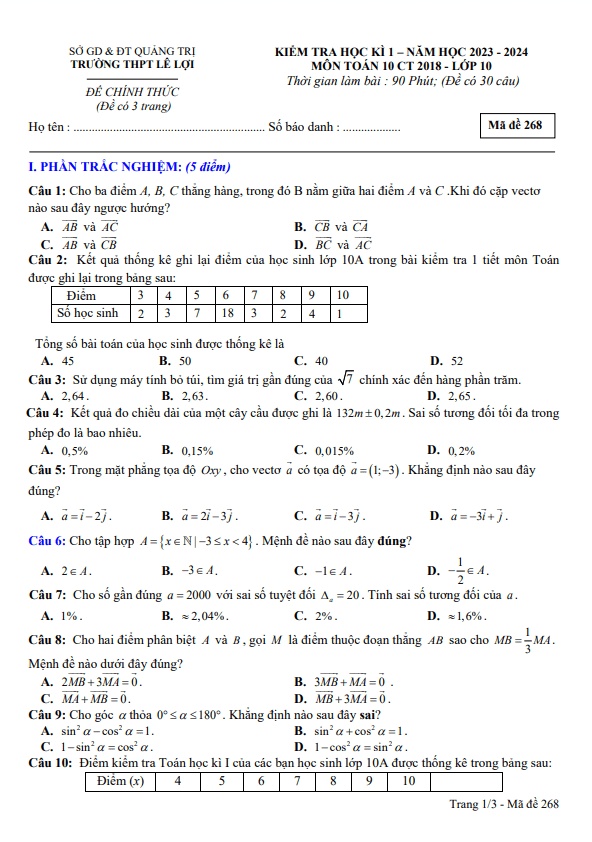 SỞ GD & ĐT QUẢNG TRỊ
TRƯỜNG THPT LÊ LỢI
ĐỀ CHÍNH THỨC
(Đề có 3 trang)
KIỂM TRA HỌC KÌ 1 – NĂM HỌC 2023 - 2024
MÔN TOÁN 10 CT 2018 - LỚP 10
Thời gian làm bài : 90 Phút; (Đề có 30 câu)
Họ tên : ............................................................... Số báo danh : ...................
Mã đề 268
I. PHẦN TRẮC NGHIỆM: (5 điểm)
Câu 1: Cho ba điểm A, B, C thẳng hàng, trong đó B nằm giữa hai điểm A và C .Khi đó cặp vectơ
nào sau đây ngược hướng?
A. $\overrightarrow{AB}$ và $\overrightarrow{AC}$ B. $\overrightarrow{CB}$ và $\overrightarrow{CA}$
C. $\overrightarrow{AB}$ và $\overrightarrow{CB}$ D. $\overrightarrow{BC}$ và $\overrightarrow{AC}$
Câu 2: Kết quả thống kê ghi lại điểm của học sinh lớp 10A trong bài kiểm tra 1 tiết môn Toán
được ghi lại trong bảng sau:
Điểm 3 4 5 6 7 8 9 10
Số học sinh 2 3 7 18 3 2 4 1
Tổng số bài toán của học sinh được thống kê là
A. 45 B. 50 C. 40 D. 52
Câu 3: Sử dụng máy tính bỏ túi, tìm giá trị gần đúng của $\sqrt{7}$ chính xác đến hàng phần trăm.
A. 2,64. B. 2,63. C. 2,60. D. 2,65.
Câu 4: Kết quả đo chiều dài của một cây cầu được ghi là 132m ± 0,2m. Sai số tương đối tối đa trong
phép đo là bao nhiêu.
A. 0,5% B. 0,15% C. 0,015% D. 0,2%
Câu 5: Trong mặt phẳng tọa độ Oxy, cho vectơ $\vec{a}$ có tọa độ $\vec{a}=(1;-3)$. Khẳng định nào sau đây
đúng?
A. $\vec{a}=\vec{i}-2\vec{j}$. B. $\vec{a}=2\vec{i}-3\vec{j}$. C. $\vec{a}=\vec{i}-3\vec{j}$. D. $\vec{a}=-3\vec{i}+\vec{j}$.
Câu 6: Cho tập hợp $A=\{x\in\mathbb{N}\,|\,-3\le x<4\}$. Mệnh đề nào sau đây đúng?
A. $2\in A$. B. $-3\in A$. C. $-1\in A$. D. $-\frac{1}{2}\in A$.
Câu 7: Cho số gần đúng a = 2000 với sai số tuyệt đối $\Delta_a=20$. Tính sai số tương đối của a.
A. 1%. B. ≈ 2,04%. C. 2%. D. ≈ 1,6%.
Câu 8: Cho hai điểm phân biệt A và B, gọi M là điểm thuộc đoạn thẳng AB sao cho $MB=\frac{1}{3}MA$.
Mệnh đề nào dưới đây đúng?
A. $2\overrightarrow{MB}+3\overrightarrow{MA}=\vec{0}$. B. $3\overrightarrow{MB}+\overrightarrow{MA}=\vec{0}$.
C. $\overrightarrow{MA}+\overrightarrow{MB}=\vec{0}$. D. $\overrightarrow{MB}+3\overrightarrow{MA}=\vec{0}$.
Câu 9: Cho góc α thỏa 0° ≤ α ≤ 180°. Khẳng định nào sau đây sai?
A. $\sin^2\alpha-\cos^2\alpha=1$. B. $\sin^2\alpha+\cos^2\alpha=1$.
C. $1-\sin^2\alpha=\cos^2\alpha$. D. $1-\cos^2\alpha=\sin^2\alpha$.
Câu 10: Điểm kiểm tra Toán học kì I của các bạn học sinh lớp 10A được thống kê trong bảng sau:
Điểm (x) 4 5 6 7 8 9 10
Trang 1/3 - Mã đề 268